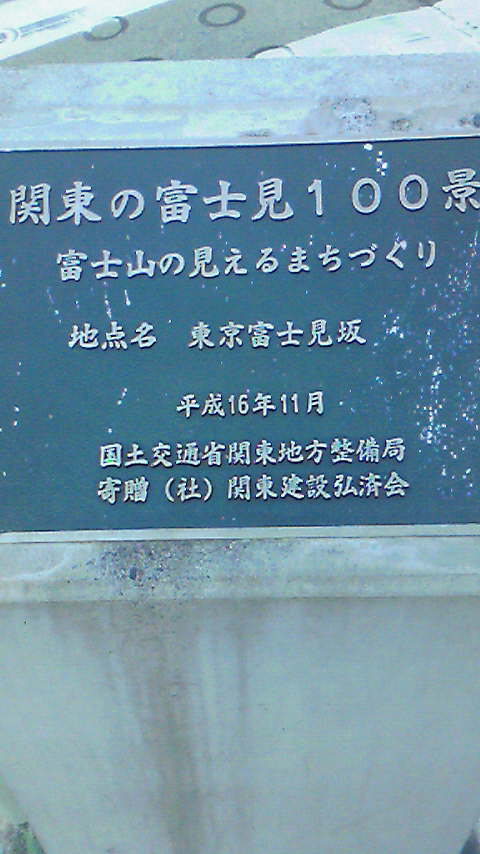 関東の富士見１００景
富士山の見えるまちづくり
地点名　東京富士見坂
平成16年11月
国土交通省関東地方整備局
寄贈（社）関東建設弘済会